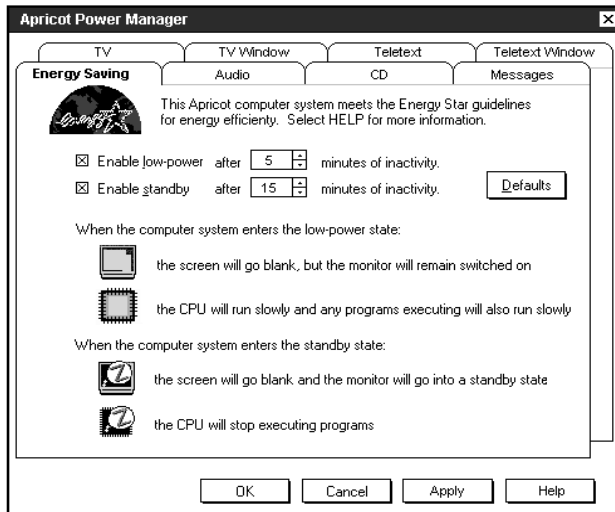 Apricot Power Manager
TV TV Window Teletext Teletext Window
Energy Saving Audio CD Messages
energy
This Apricot computer system meets the Energy Star guidelines
for energy efficienty. Select HELP for more information.
Enable low-power after 5 minutes of inactivity.
Enable standby after 15 minutes of inactivity.
Defaults
When the computer system enters the low-power state:
the screen will go blank, but the monitor will remain switched on
the CPU will run slowly and any programs executing will also run slowly
When the computer system enters the standby state:
the screen will go blank and the monitor will go into a standby state
the CPU will stop executing programs
OK Cancel Apply Help